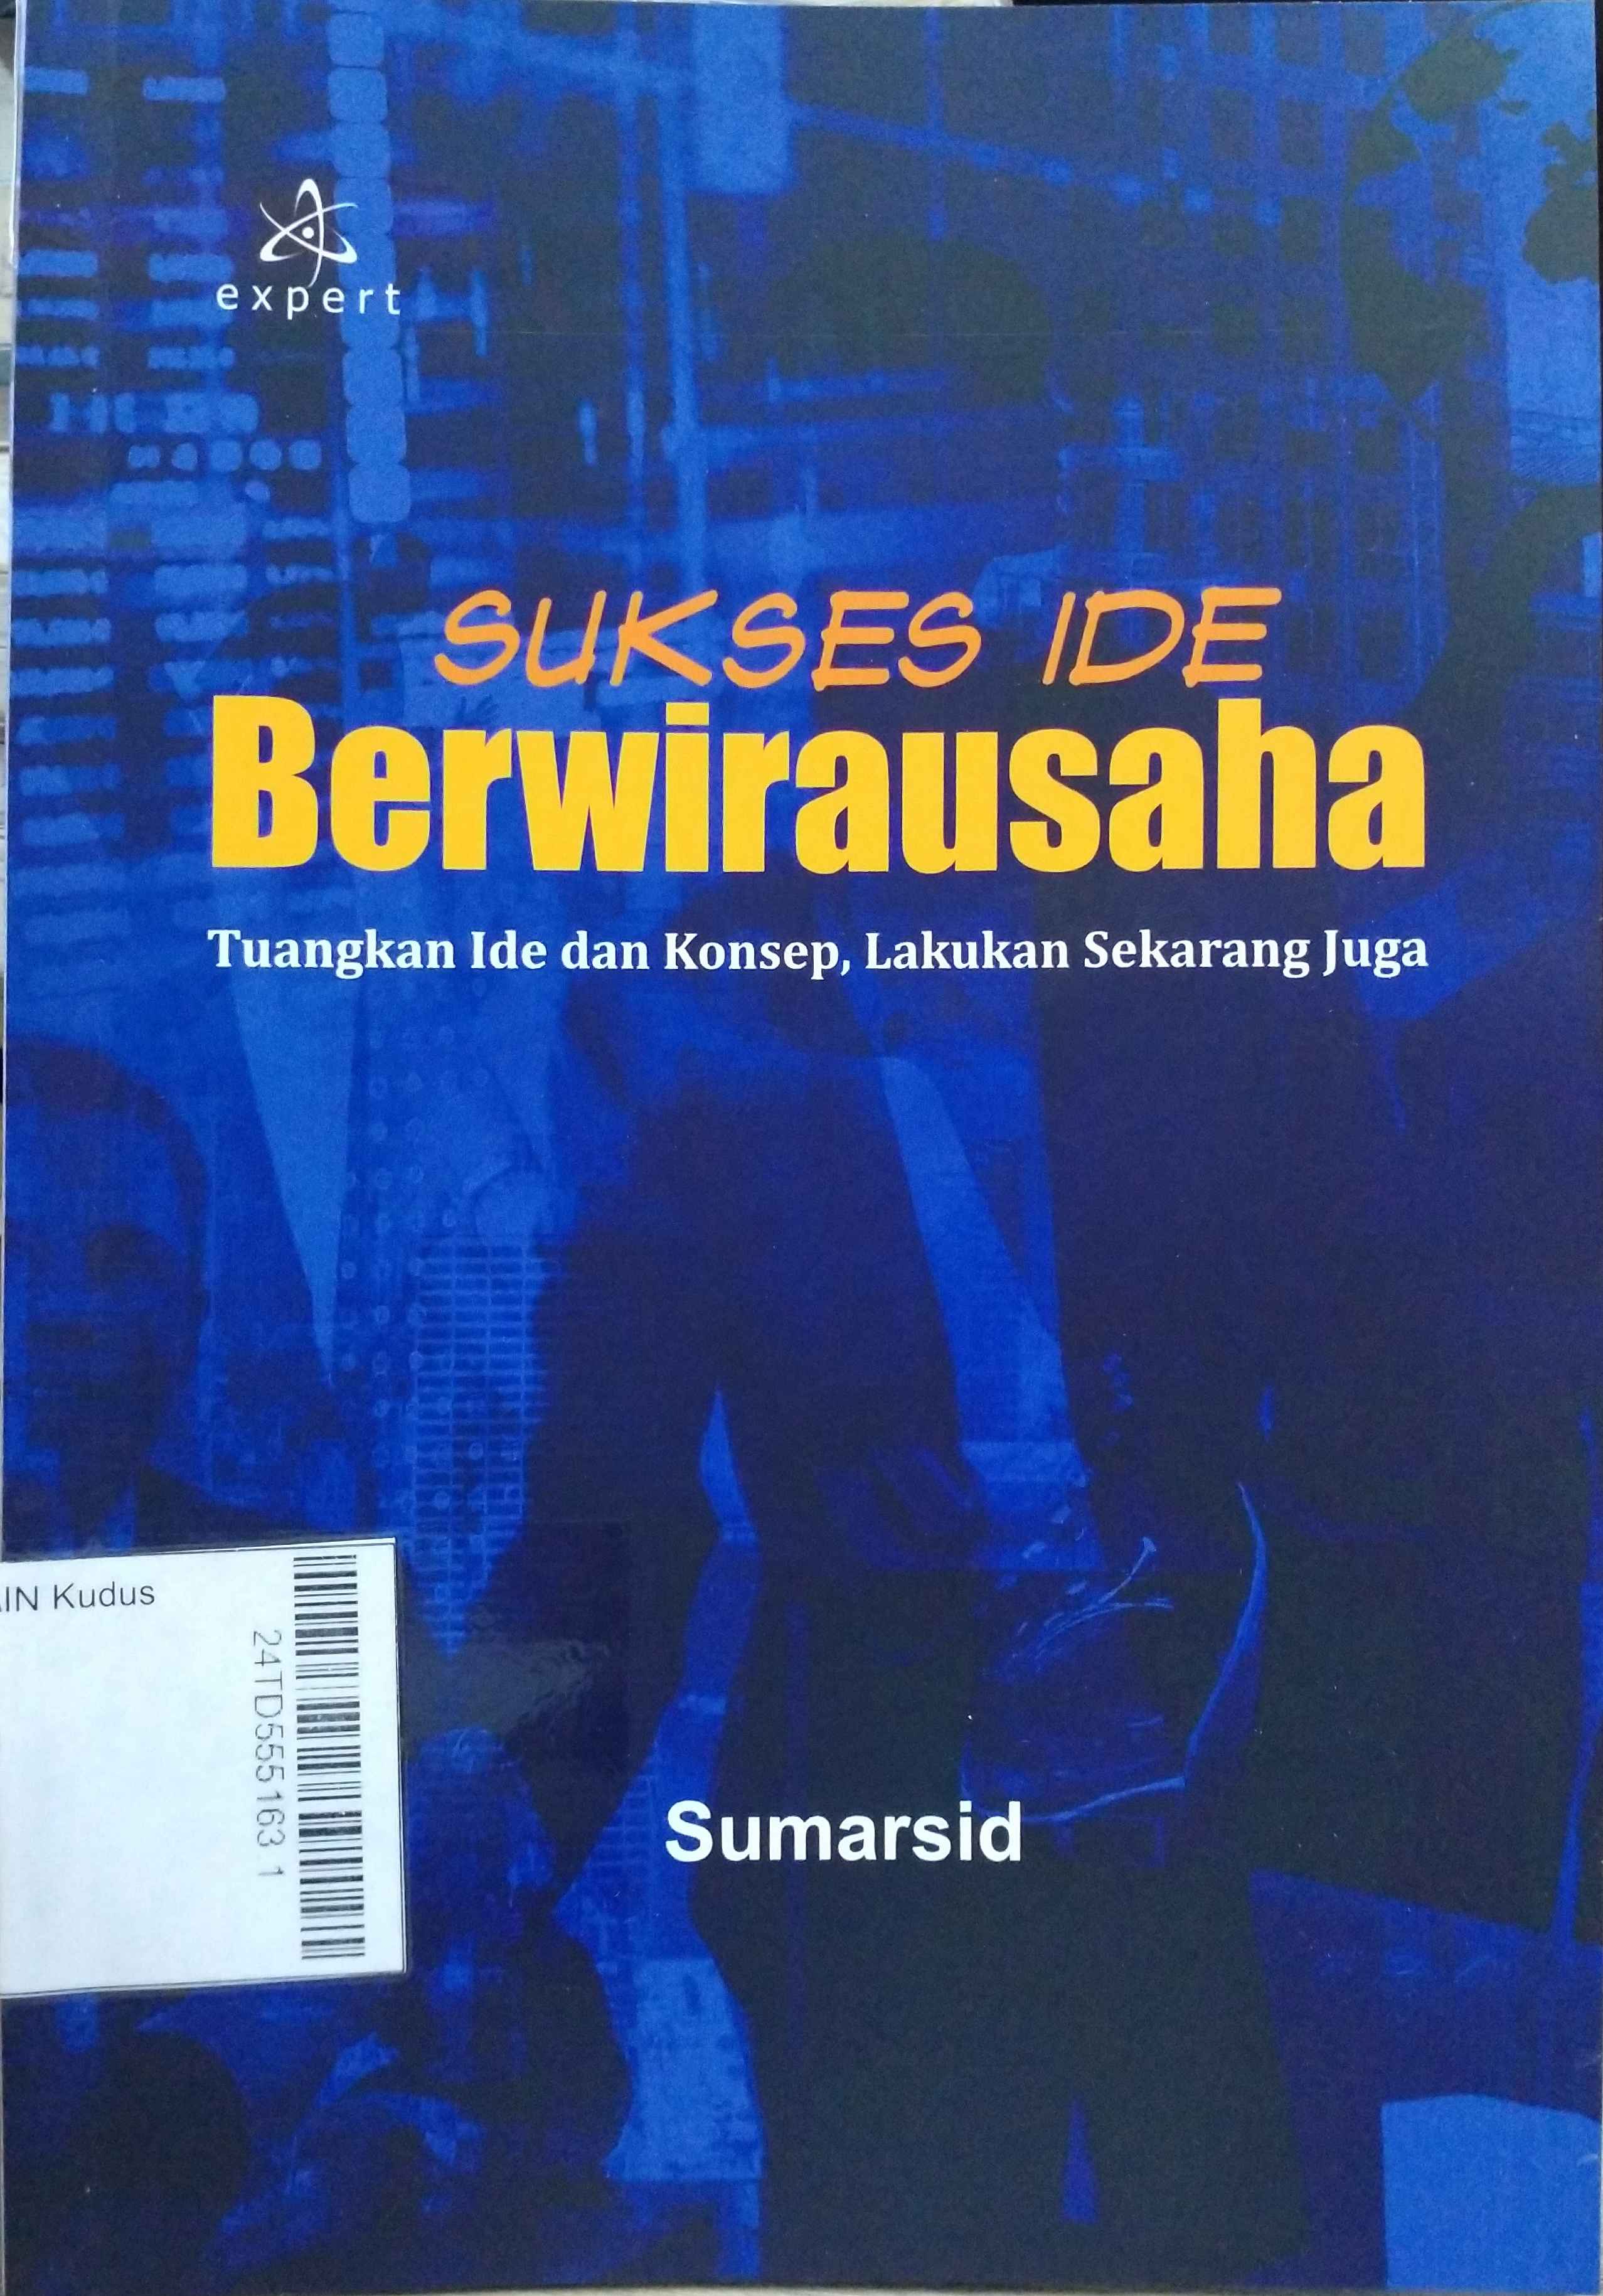 expert
SUKSES IDE
Berwirausaha
Tuangkan Ide dan Konsep, Lakukan Sekarang Juga
IN Kudus
24TD555163.1
Sumarsid